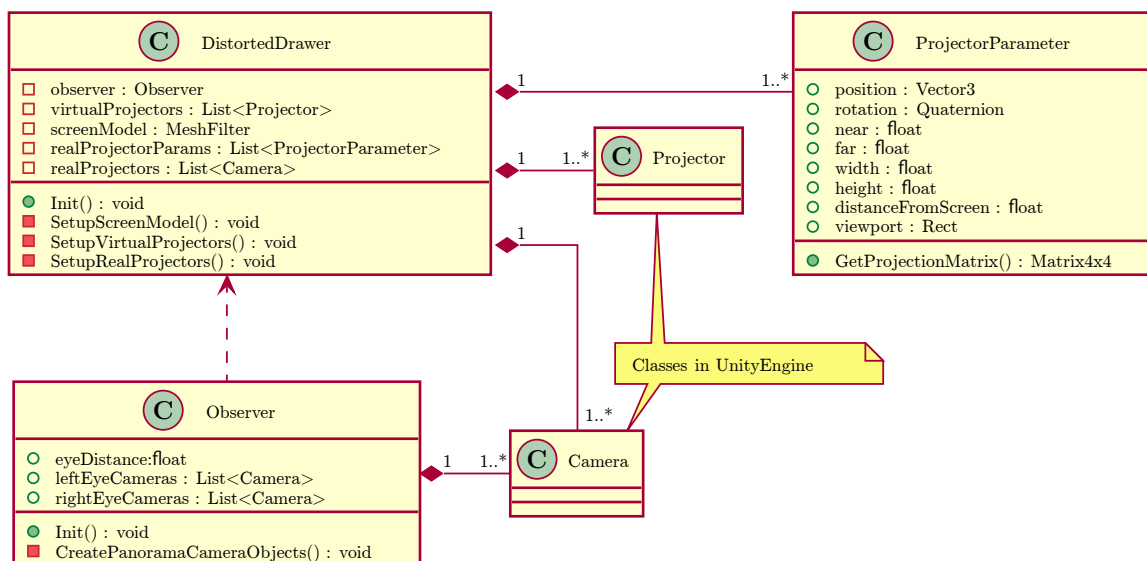 C DistortedDrawer
observer : Observer
virtualProjectors : List<Projector>
screenModel : MeshFilter
realProjectorParams : List<ProjectorParameter>
realProjectors : List<Camera>
Init() : void
SetupScreenModel() : void
SetupVirtualProjectors() : void
SetupRealProjectors() : void
1
1..*
1
1..*
1
1..*
C ProjectorParameter
position : Vector3
rotation : Quaternion
near : float
far : float
width : float
height : float
distanceFromScreen : float
viewport : Rect
GetProjectionMatrix() : Matrix4x4
C Projector
Classes in UnityEngine
C Observer
eyeDistance:float
leftEyeCameras : List<Camera>
rightEyeCameras : List<Camera>
Init() : void
CreatePanoramaCameraObjects() : void
1
1..*
C Camera